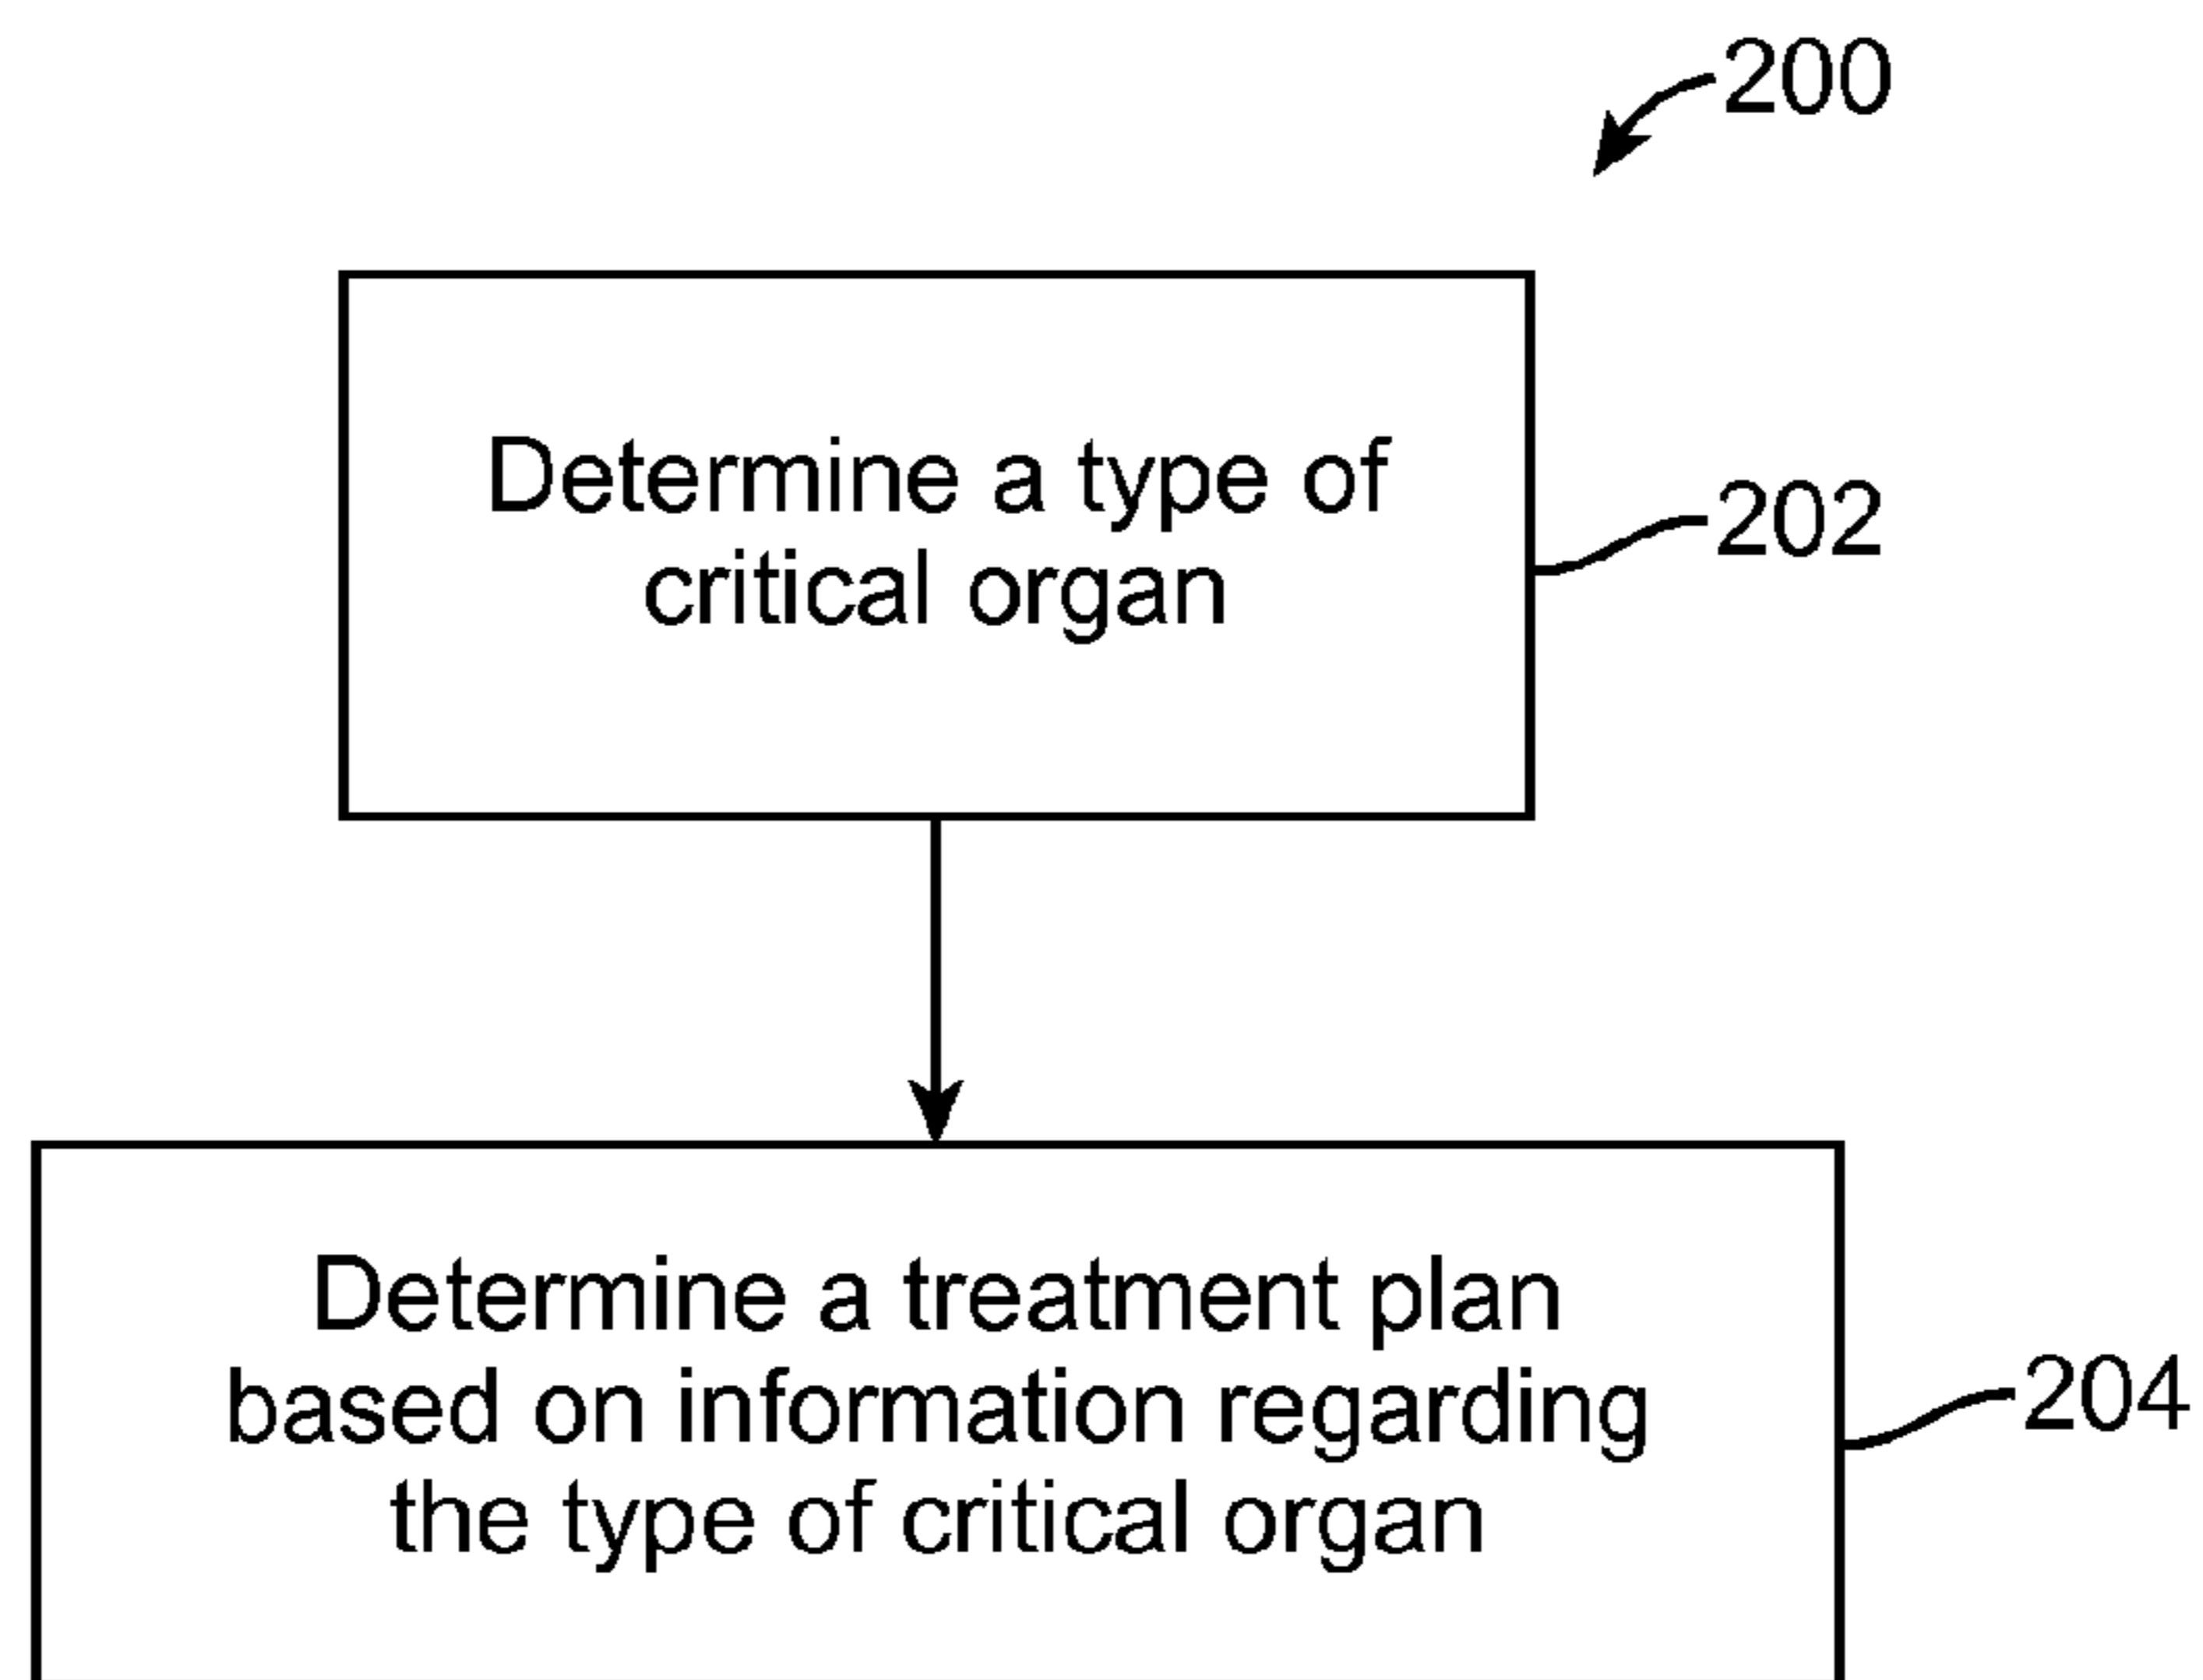 200
Determine a type of
critical organ
202
Determine a treatment plan
based on information regarding
the type of critical organ
204